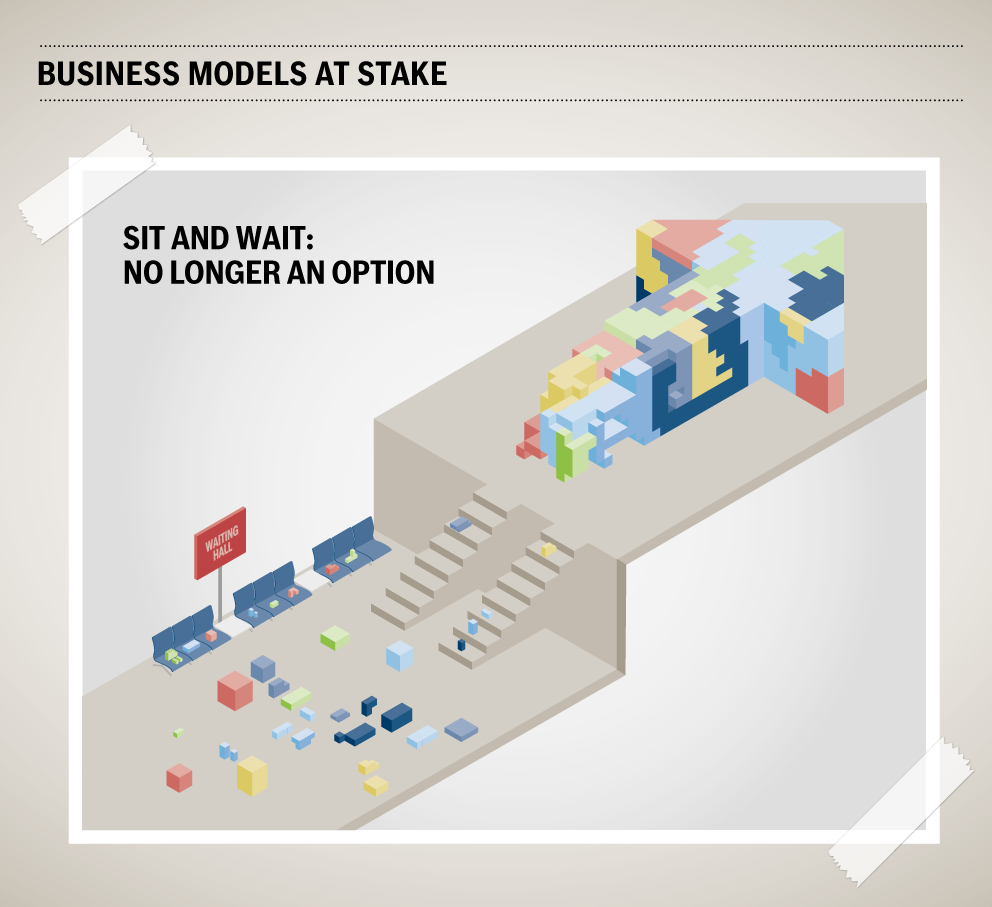 BUSINESS MODELS AT STAKE
SIT AND WAIT:
NO LONGER AN OPTION
WAITING
HALL